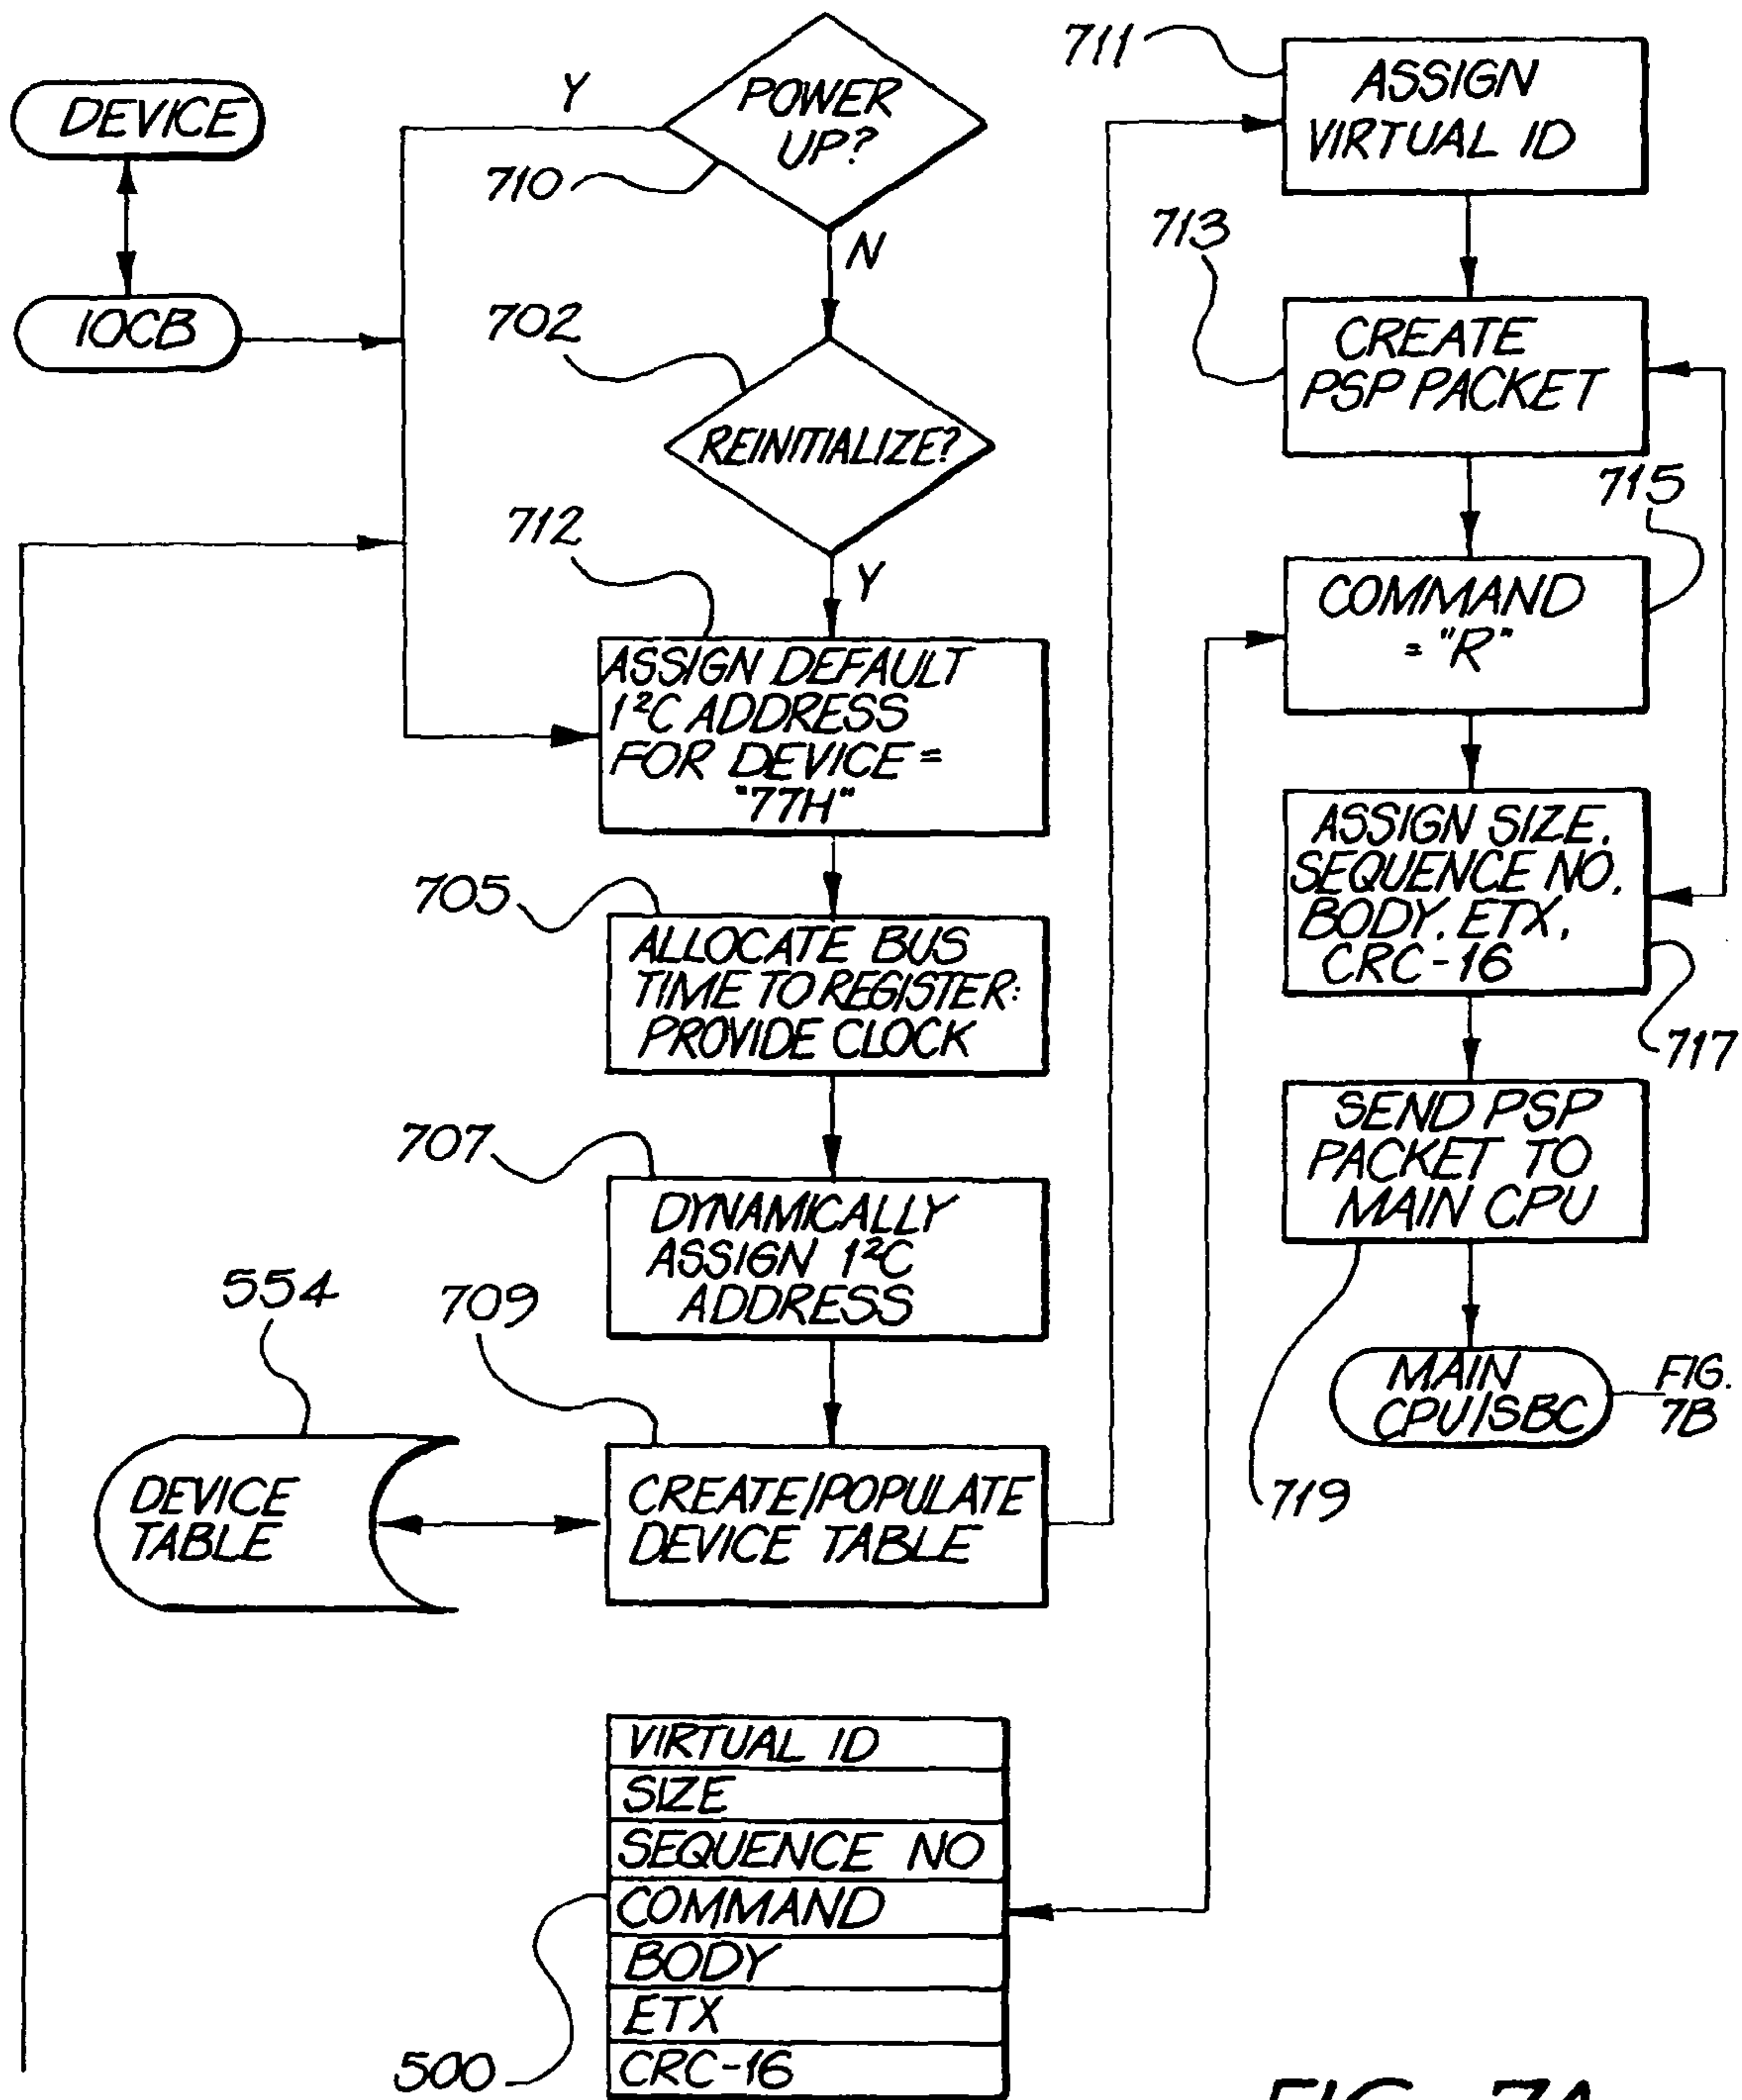 DEVICE
IOCB
Y
POWER
UP?
710
N
702
REINITIALIZE?
712
Y
ASSIGN DEFAULT
I²C ADDRESS
FOR DEVICE =
"77H"
705
ALLOCATE BUS
TIME TO REGISTER:
PROVIDE CLOCK
707
DYNAMICALLY
ASSIGN I²C
ADDRESS
554
709
DEVICE
TABLE
CREATE/POPULATE
DEVICE TABLE
VIRTUAL ID
SIZE
SEQUENCE NO
COMMAND
BODY
ETX
CRC-16
500
711
ASSIGN
VIRTUAL ID
713
CREATE
PSP PACKET
715
COMMAND
= "R"
ASSIGN SIZE,
SEQUENCE NO,
BODY, ETX,
CRC-16
717
SEND PSP
PACKET TO
MAIN CPU
719
MAIN
CPU/SBC
FIG.
7B
FIG. 7A